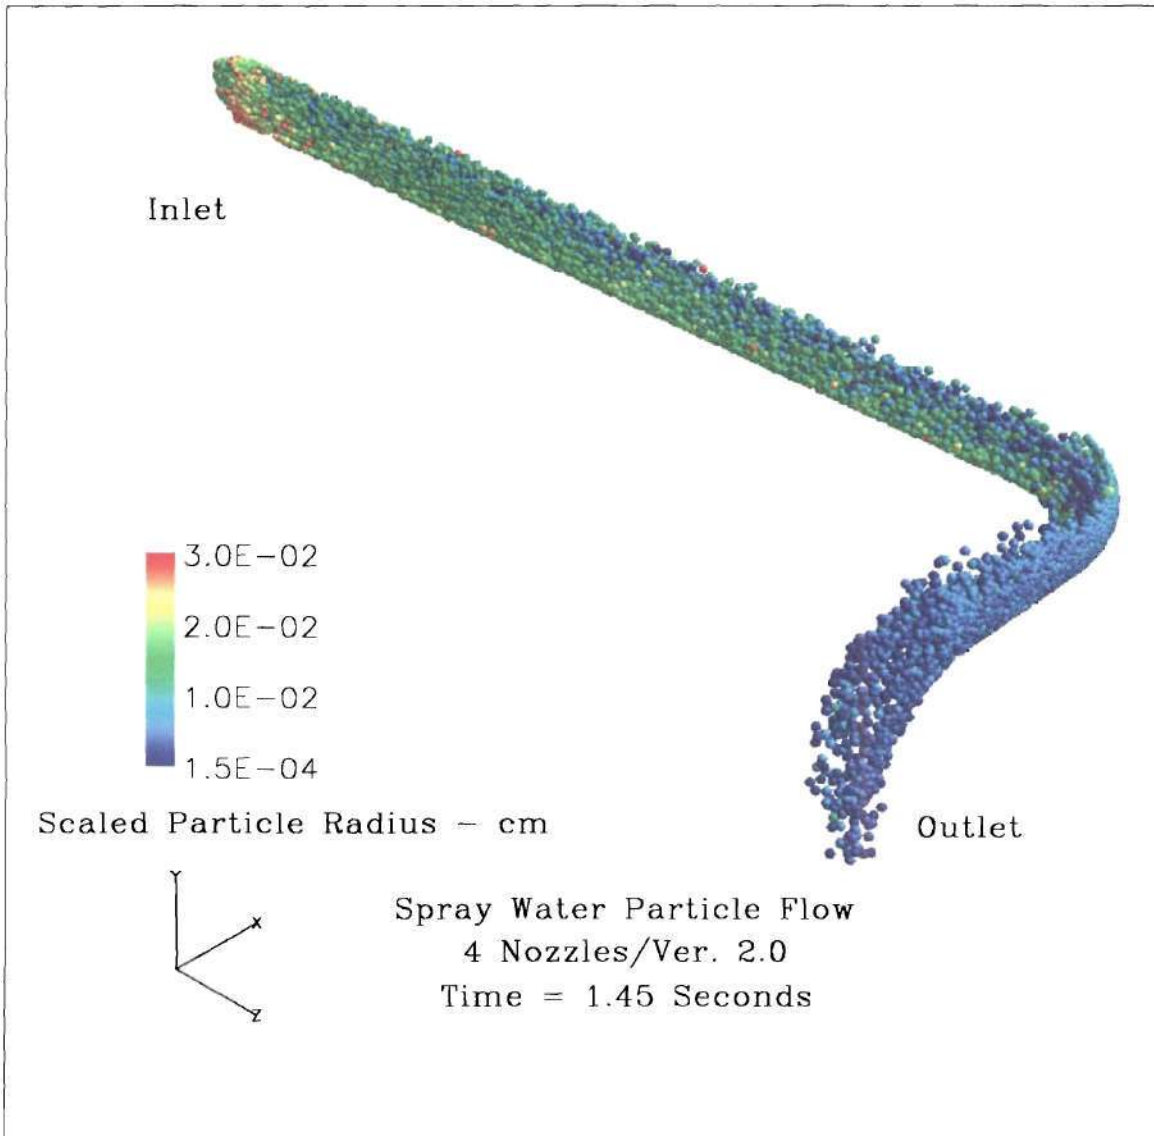 Inlet
3.0E-02
2.0E-02
1.0E-02
1.5E-04
Scaled Particle Radius - cm
Outlet
Y
X
Z
Spray Water Particle Flow
4 Nozzles/Ver. 2.0
Time = 1.45 Seconds